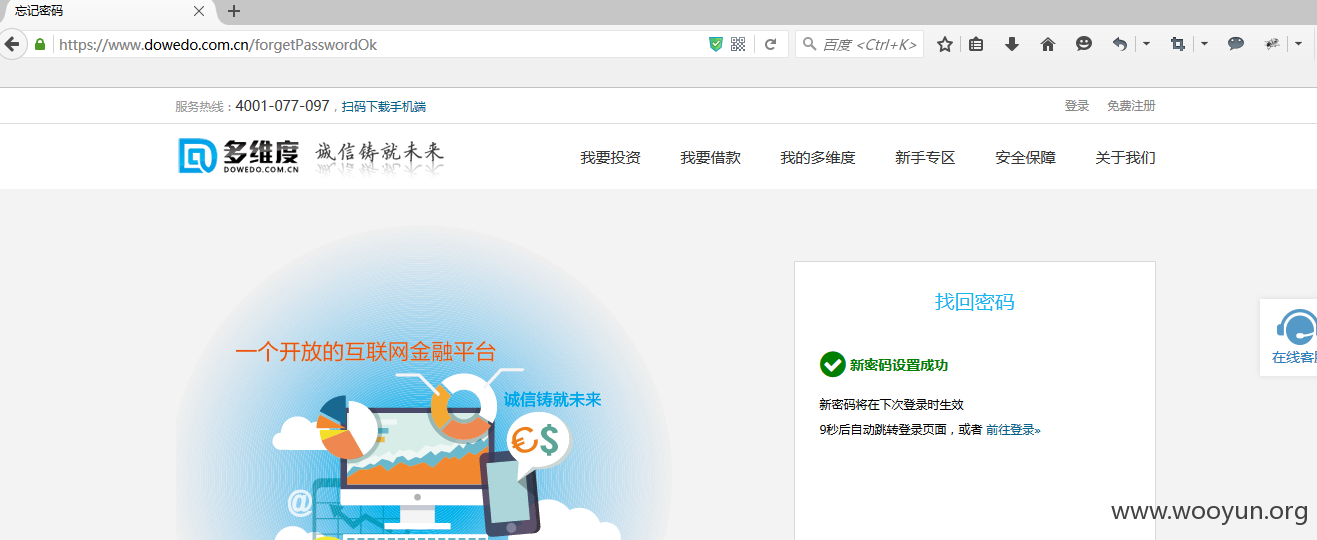 忘记密码
https://www.dowedo.com.cn/forgetPasswordOk
百度 <Ctrl+K>
服务热线：4001-077-097，扫码下载手机端
登录 免费注册
多维度
DOWEDO.COM.CN
诚信铸就未来
我要投资 我要借款 我的多维度 新手专区 安全保障 关于我们
一个开放的互联网金融平台
诚信铸就未来
€$
@
找回密码
新密码设置成功
新密码将在下次登录时生效
9秒后自动跳转登录页面，或者 前往登录»
在线客
www.wooyun.org